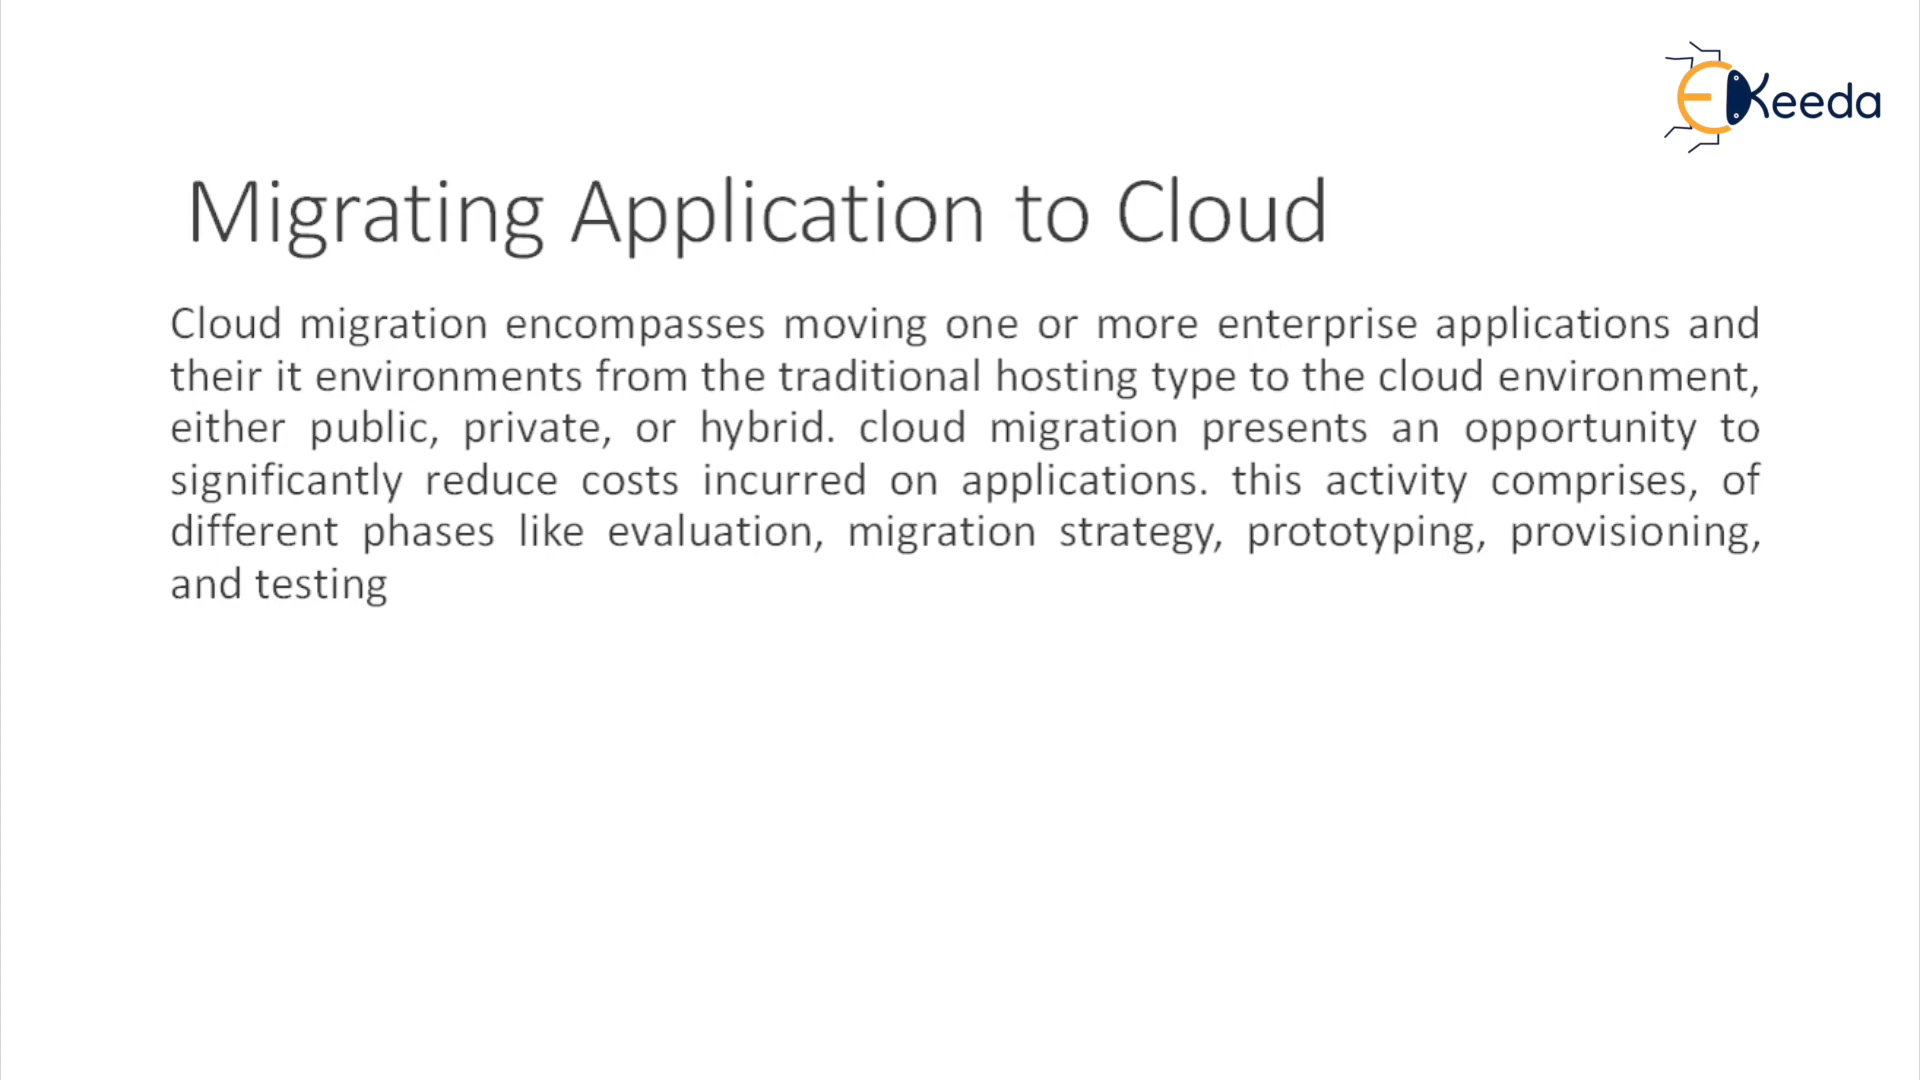 EKeeda
Migrating Application to Cloud
Cloud migration encompasses moving one or more enterprise applications and
their it environments from the traditional hosting type to the cloud environment,
either public, private, or hybrid. cloud migration presents an opportunity to
significantly reduce costs incurred on applications. this activity comprises, of
different phases like evaluation, migration strategy, prototyping, provisioning,
and testing